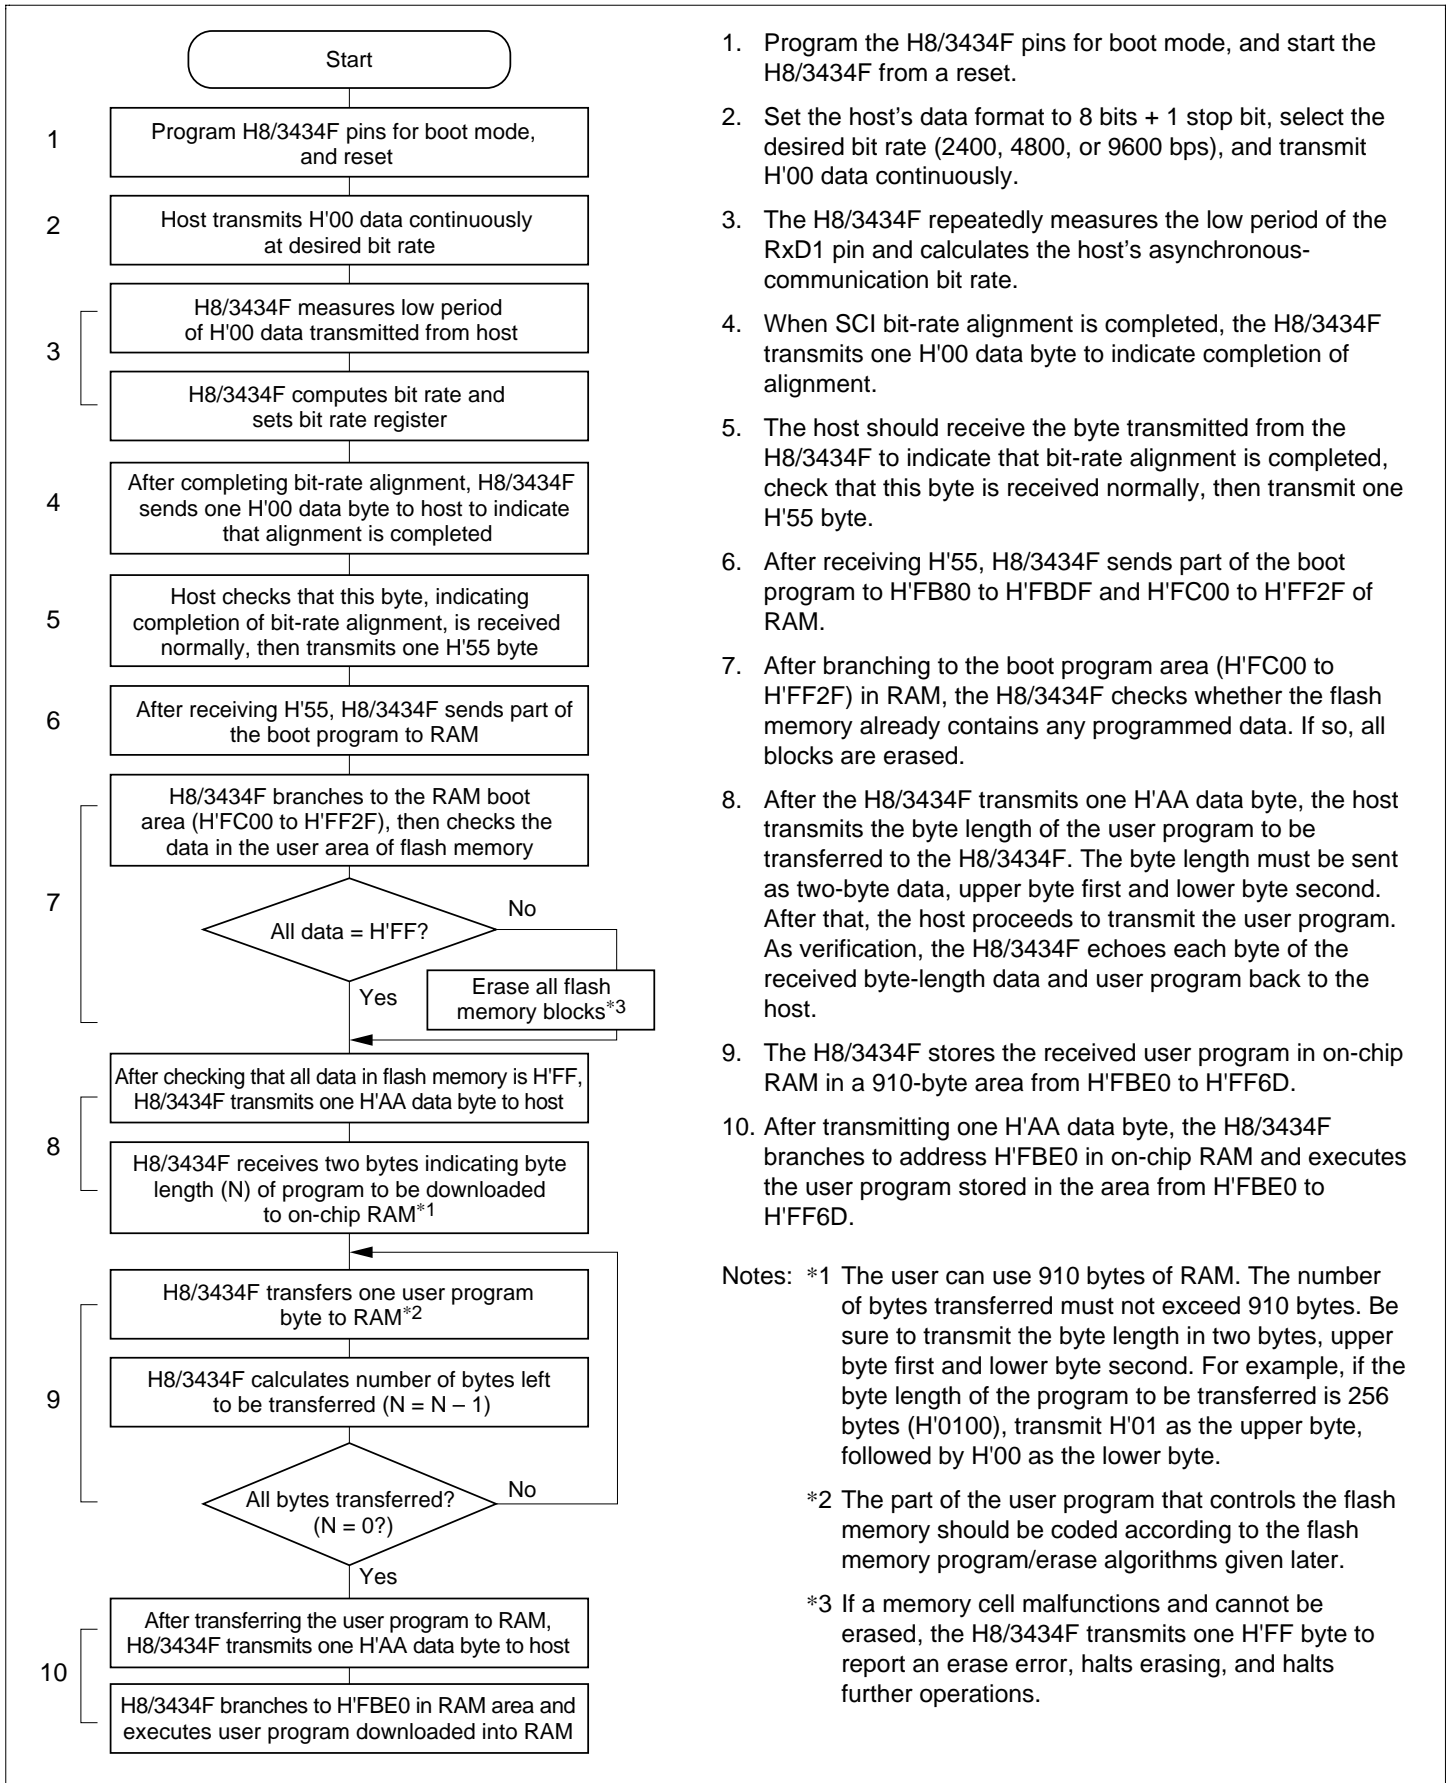 Start
1
Program H8/3434F pins for boot mode,
and reset
2
Host transmits H'00 data continuously
at desired bit rate
3
H8/3434F measures low period
of H'00 data transmitted from host
H8/3434F computes bit rate and
sets bit rate register
4
After completing bit-rate alignment, H8/3434F
sends one H'00 data byte to host to indicate
that alignment is completed
5
Host checks that this byte, indicating
completion of bit-rate alignment, is received
normally, then transmits one H'55 byte
6
After receiving H'55, H8/3434F sends part of
the boot program to RAM
7
H8/3434F branches to the RAM boot
area (H'FC00 to H'FF2F), then checks the
data in the user area of flash memory
All data = H'FF?
No
Yes
Erase all flash
memory blocks*3
8
After checking that all data in flash memory is H'FF,
H8/3434F transmits one H'AA data byte to host
H8/3434F receives two bytes indicating byte
length (N) of program to be downloaded
to on-chip RAM*1
9
H8/3434F transfers one user program
byte to RAM*2
H8/3434F calculates number of bytes left
to be transferred (N = N – 1)
All bytes transferred?
(N = 0?)
No
Yes
10
After transferring the user program to RAM,
H8/3434F transmits one H'AA data byte to host
H8/3434F branches to H'FBE0 in RAM area and
executes user program downloaded into RAM
1. Program the H8/3434F pins for boot mode, and start the
H8/3434F from a reset.
2. Set the host's data format to 8 bits + 1 stop bit, select the
desired bit rate (2400, 4800, or 9600 bps), and transmit
H'00 data continuously.
3. The H8/3434F repeatedly measures the low period of the
RxD1 pin and calculates the host's asynchronous-
communication bit rate.
4. When SCI bit-rate alignment is completed, the H8/3434F
transmits one H'00 data byte to indicate completion of
alignment.
5. The host should receive the byte transmitted from the
H8/3434F to indicate that bit-rate alignment is completed,
check that this byte is received normally, then transmit one
H'55 byte.
6. After receiving H'55, H8/3434F sends part of the boot
program to H'FB80 to H'FBDF and H'FC00 to H'FF2F of
RAM.
7. After branching to the boot program area (H'FC00 to
H'FF2F) in RAM, the H8/3434F checks whether the flash
memory already contains any programmed data. If so, all
blocks are erased.
8. After the H8/3434F transmits one H'AA data byte, the host
transmits the byte length of the user program to be
transferred to the H8/3434F. The byte length must be sent
as two-byte data, upper byte first and lower byte second.
After that, the host proceeds to transmit the user program.
As verification, the H8/3434F echoes each byte of the
received byte-length data and user program back to the
host.
9. The H8/3434F stores the received user program in on-chip
RAM in a 910-byte area from H'FBE0 to H'FF6D.
10. After transmitting one H'AA data byte, the H8/3434F
branches to address H'FBE0 in on-chip RAM and executes
the user program stored in the area from H'FBE0 to
H'FF6D.
Notes: *1 The user can use 910 bytes of RAM. The number
of bytes transferred must not exceed 910 bytes. Be
sure to transmit the byte length in two bytes, upper
byte first and lower byte second. For example, if the
byte length of the program to be transferred is 256
bytes (H'0100), transmit H'01 as the upper byte,
followed by H'00 as the lower byte.
*2 The part of the user program that controls the flash
memory should be coded according to the flash
memory program/erase algorithms given later.
*3 If a memory cell malfunctions and cannot be
erased, the H8/3434F transmits one H'FF byte to
report an erase error, halts erasing, and halts
further operations.